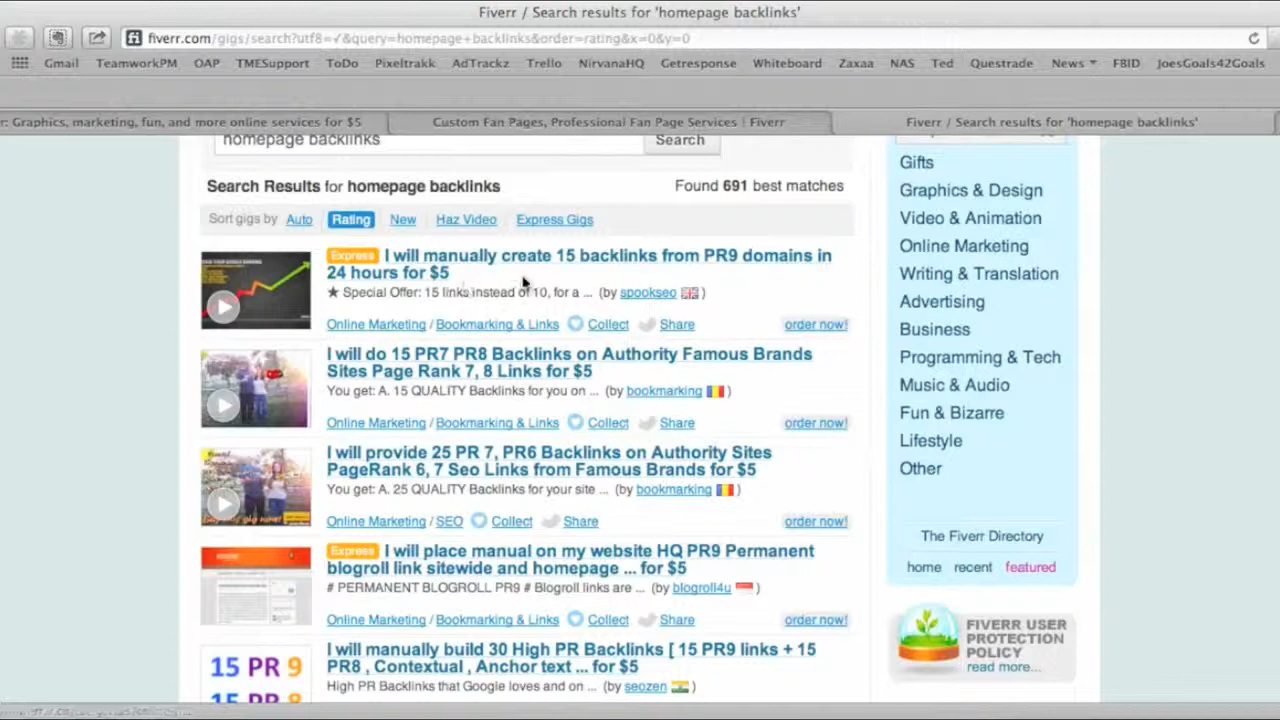 Fiverr / Search results for 'homepage backlinks'
fiverr.com/gigs/search?utf8=✓&query=homepage+backlinks&order=rating&x=0&y=0
Gmail TeamworkPM OAP TMESupport ToDo Pixeltrakk AdTrackz Trello NirvanaHQ Getresponse Whiteboard Zaxaa NAS Ted Questrade News FBID JoesGoals42Goals
r: Graphics, marketing, fun, and more online services for $5
Custom Fan Pages, Professional Fan Page Services | Fiverr
Fiverr / Search results for 'homepage backlinks'
homepage backlinks
Search
Search Results for homepage backlinks
Found 691 best matches
Sort gigs by Auto Rating New Haz Video Express Gigs
Express I will manually create 15 backlinks from PR9 domains in
24 hours for $5
★ Special Offer: 15 links instead of 10, for a ... (by spookseo )
Online Marketing / Bookmarking & Links Collect Share order now!
I will do 15 PR7 PR8 Backlinks on Authority Famous Brands
Sites Page Rank 7, 8 Links for $5
You get: A. 15 QUALITY Backlinks for you on ... (by bookmarking )
Online Marketing / Bookmarking & Links Collect Share order now!
I will provide 25 PR 7, PR6 Backlinks on Authority Sites
PageRank 6, 7 Seo Links from Famous Brands for $5
You get: A. 25 QUALITY Backlinks for your site ... (by bookmarking )
Online Marketing / SEO Collect Share order now!
Express I will place manual on my website HQ PR9 Permanent
blogroll link sitewide and homepage ... for $5
# PERMANENT BLOGROLL PR9 # Blogroll links are ... (by blogroll4u )
Online Marketing / Bookmarking & Links Collect Share order now!
15 PR 9
15 PR 8
I will manually build 30 High PR Backlinks [ 15 PR9 links + 15
PR8 , Contextual , Anchor text ... for $5
High PR Backlinks that Google loves and on ... (by seozen )
Gifts
Graphics & Design
Video & Animation
Online Marketing
Writing & Translation
Advertising
Business
Programming & Tech
Music & Audio
Fun & Bizarre
Lifestyle
Other
The Fiverr Directory
home recent featured
FIVERR USER
PROTECTION
POLICY
read more...